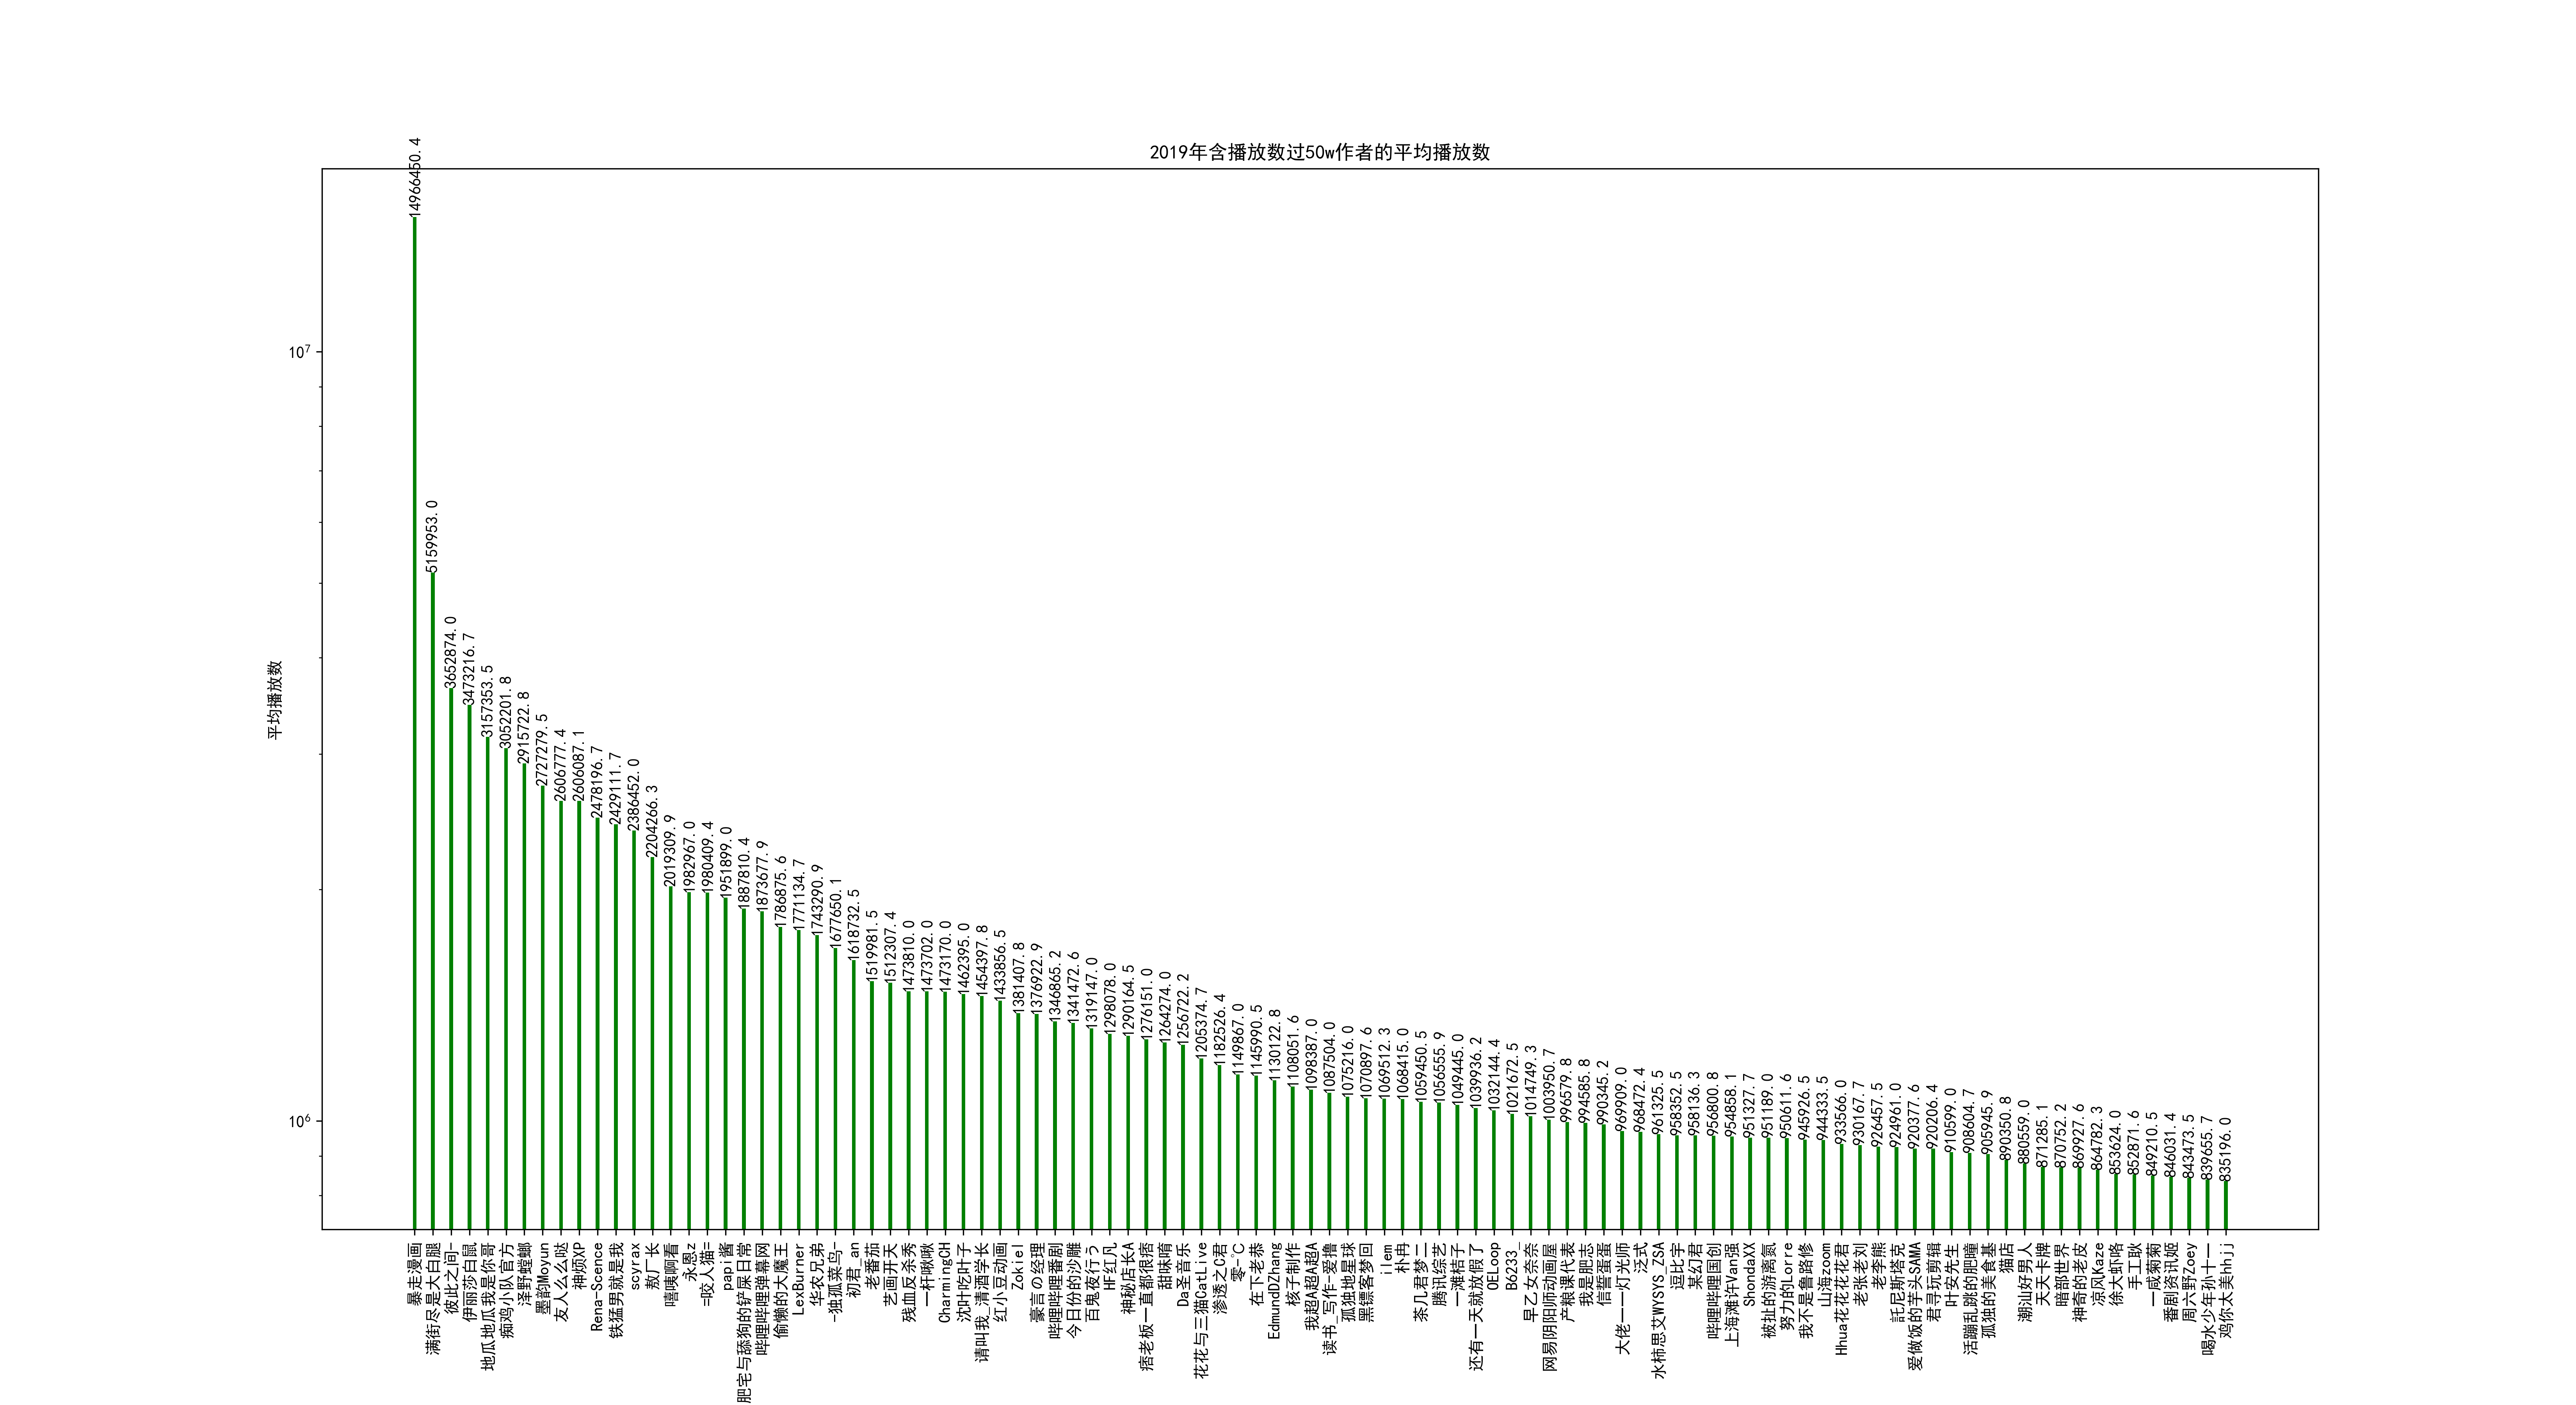 2019年含播放数过50w作者的平均播放数
平均播放数
10⁷
10⁶
14966450.4
5159953.0
3652874.0
3473216.7
3157353.5
3052201.8
2915722.8
2727279.5
2606777.4
2606087.1
2478196.7
2429111.7
2386452.0
2204266.3
2019309.9
1982967.0
1980409.4
1951899.0
1887810.4
1873677.9
1786875.6
1771134.7
1743290.9
1677650.1
1618732.5
1519981.5
1512307.4
1473810.0
1473702.0
1473170.0
1462395.0
1454397.8
1433856.5
1381407.8
1376922.9
1346865.2
1341472.6
1319147.0
1298078.0
1290164.5
1276151.0
1264274.0
1256722.2
1205374.7
1182526.4
1149867.0
1145990.5
1130122.8
1108051.6
1098387.0
1087504.0
1075216.0
1070897.6
1069512.3
1068415.0
1059450.5
1056555.9
1049445.0
1039936.2
1032144.4
1021672.5
1014749.3
1003950.7
996579.8
994585.8
990345.2
969909.0
968472.4
961325.5
958352.5
958136.3
956800.8
954858.1
951327.7
951189.0
950611.6
945926.5
944333.5
933566.0
930167.7
926457.5
924961.0
920377.6
920206.4
910599.0
908604.7
905945.9
890350.8
880559.0
871285.1
870752.2
869927.6
864782.3
853624.0
852871.6
849210.5
846031.4
843473.5
839655.7
835196.0
暴走漫画
满街尽是大白腿
彼此之间-
伊丽莎白鼠
地瓜地瓜我是你哥
痴鸡小队官方
泽野螳螂
墨韵Moyun
友人么么哒
神烦XP
Rena-Scence
铁猛男就是我
scyrax
敖厂长
嘻咦啊看
永恩z
=咬人猫=
papi酱
肥宅与舔狗的铲屎日常
哔哩哔哩弹幕网
偷懒的大魔王
LexBurner
华农兄弟
-独孤菜鸟-
初君_an
老番茄
艺画开天
残血反杀秀
一杆啾啾
CharmingCH
沈叶吃叶子
请叫我_清酒学长
红小豆动画
Zokiel
豪言の经理
哔哩哔哩番剧
今日份的沙雕
百鬼夜行う
HF红凡
神秘店长A
痞老板一直都很痞
甜味唷
Da圣音乐
花花与三猫CatLive
渗透之C君
零℃
在下老恭
EdmundDZhang
核子制作
我超A超超A超A
读书_写作-爱撸
孤独地星球
黑镖客梦回
ilem
朴冉
茶几君梦二
腾讯综艺
一滩桔子
还有一天就放假了
OELoop
B6233_
早乙女奈奈
网易阴阳师动画屋
产粮课代表
我是肥志
信誓蛋蛋
大佬一一灯光师
泛式
水柿思艾WYSYS_ZSA
逗比宇
某幻君
哔哩哔哩国创
上海滩许Van强
ShondaXX
被扯的游离氦
努力的Lorre
我不是鲁路修
山海zoom
Hhua花花花花君
老张老刘
老李熊
託尼斯塔克
爱做饭的芋头SAMA
君寻玩剪辑
叶安先生
活蹦乱跳的肥瞳
孤独的美食基
猫店
潮汕好男人
天天卡牌
暗部世界
神奇的老皮
凉风Kaze
徐大虾咯
手工耿
一咸菊菊
番剧资讯姬
周六野Zoey
喝水少年孙十一
鸡你太美hhjj